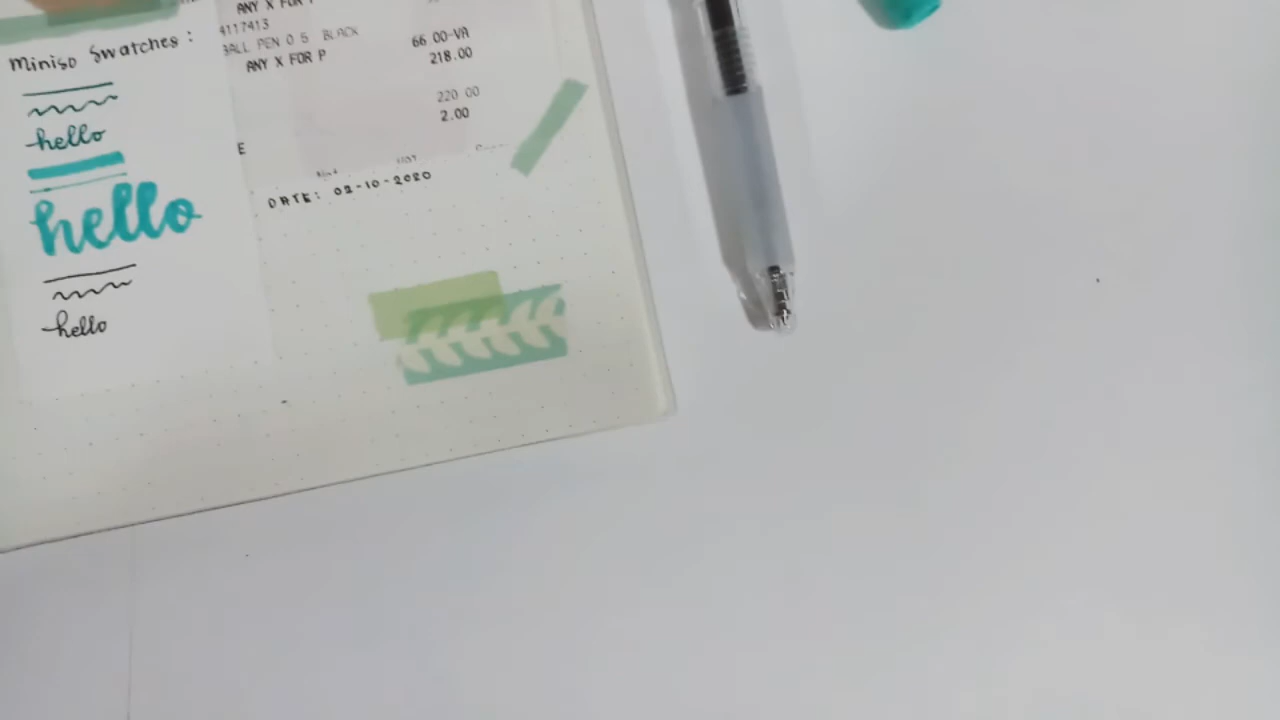 Miniso Swatches :
hello
hello
hello
ANY X FOR
4117413
BALL PEN 0 5 BLACK
66.00-VA
ANY X FOR P
218.00
220 00
2.00
E
DATE: 02-10-2020